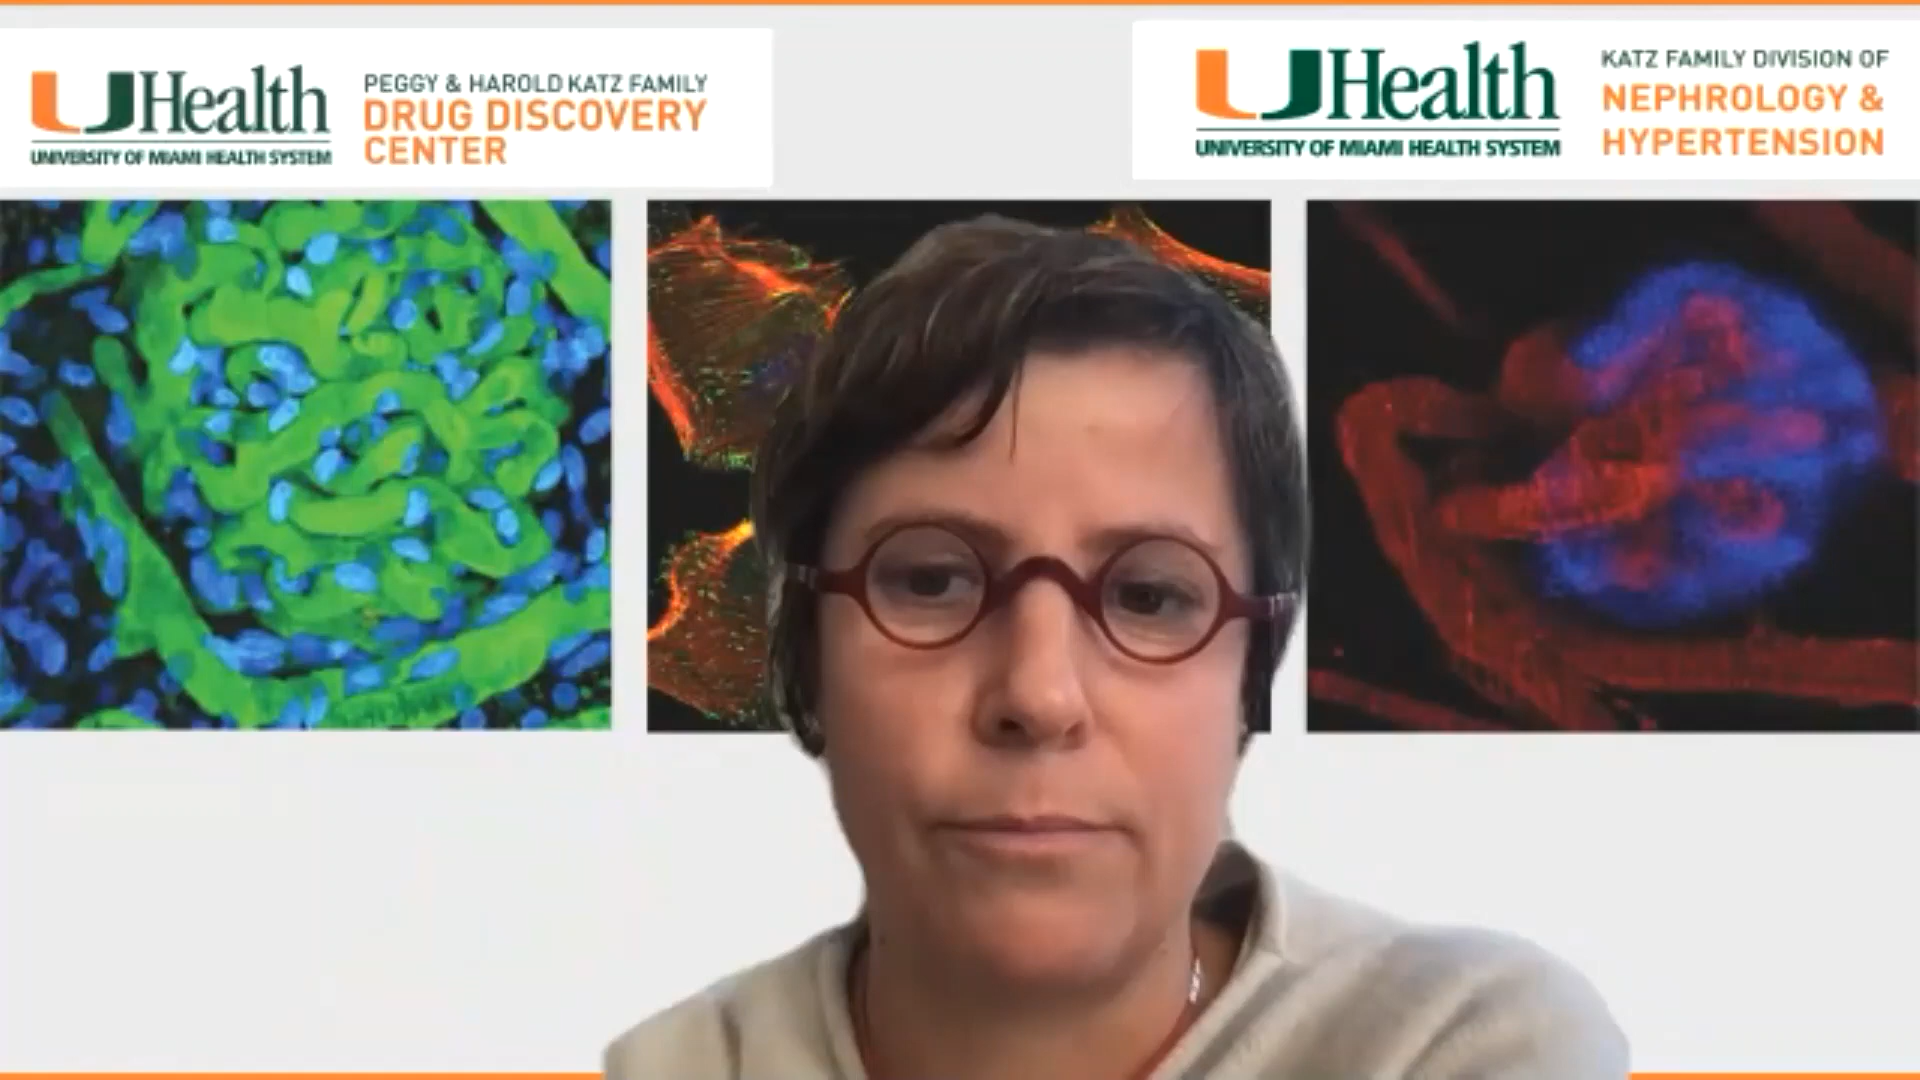 UHealth
UNIVERSITY OF MIAMI HEALTH SYSTEM
PEGGY & HAROLD KATZ FAMILY
DRUG DISCOVERY
CENTER
UHealth
UNIVERSITY OF MIAMI HEALTH SYSTEM
KATZ FAMILY DIVISION OF
NEPHROLOGY &
HYPERTENSION